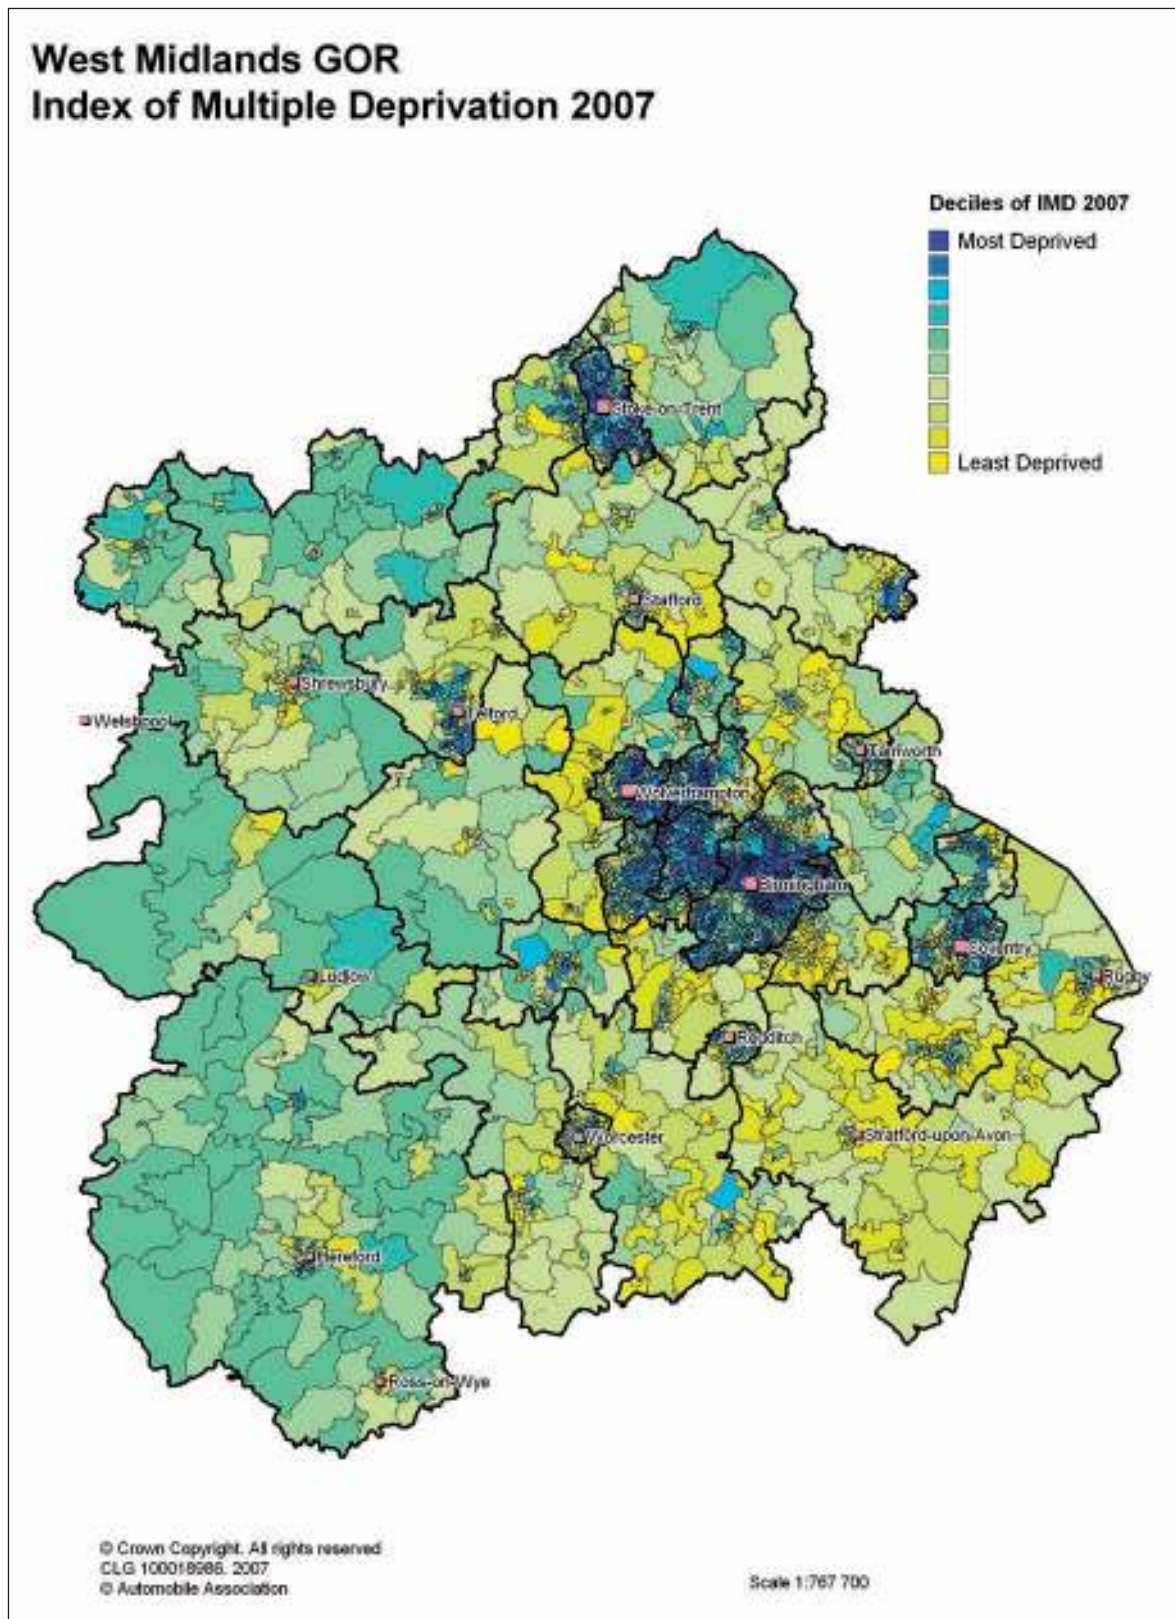 West Midlands GOR
Index of Multiple Deprivation 2007
Deciles of IMD 2007
Most Deprived
Least Deprived
Stoke-on-Trent
Stafford
Shrewsbury
Welshpool
Telford
Tamworth
Wolverhampton
Birmingham
Coventry
Rugby
Ludlow
Redditch
Worcester
Stratford-upon-Avon
Hereford
Ross-on-Wye
© Crown Copyright. All rights reserved
CLG 100018986. 2007
© Automobile Association
Scale 1:767 700